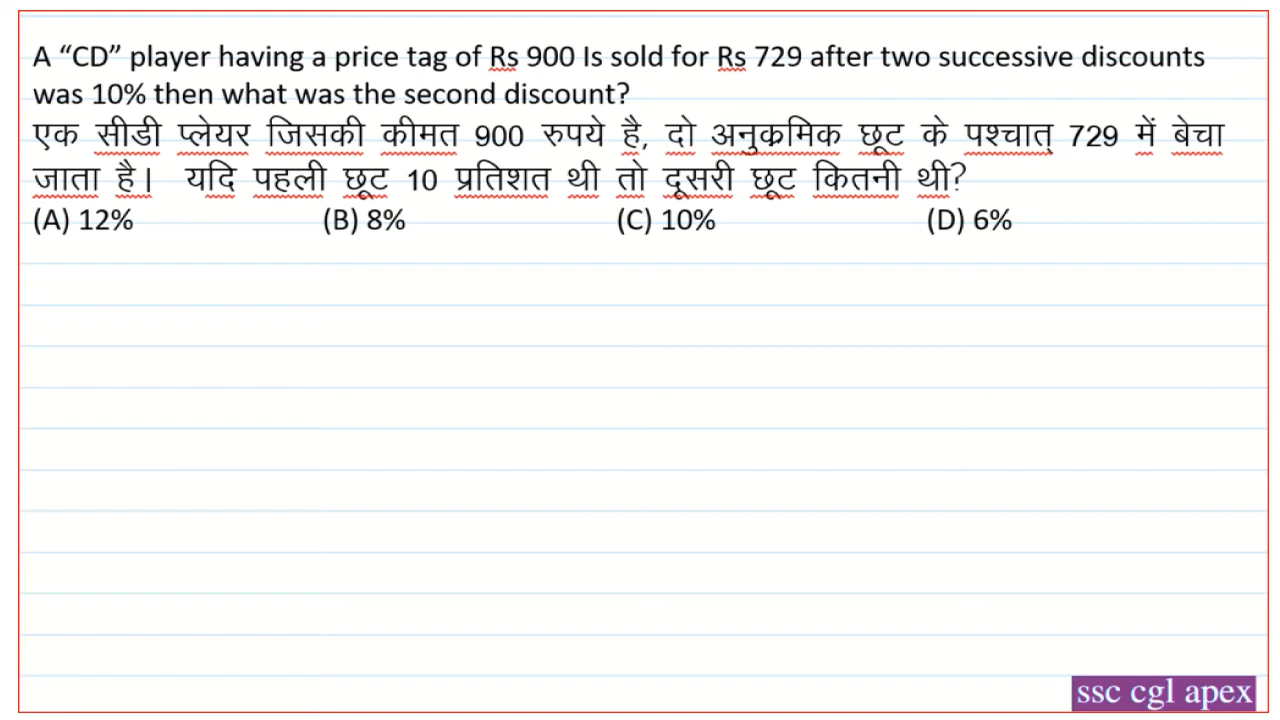 A “CD” player having a price tag of Rs 900 Is sold for Rs 729 after two successive discounts
was 10% then what was the second discount?
एक सीडी प्लेयर जिसकी कीमत 900 रुपये है, दो अनुक्रमिक छूट के पश्चात् 729 में बेचा
जाता है। यदि पहली छूट 10 प्रतिशत थी तो दूसरी छूट कितनी थी?
(A) 12% (B) 8% (C) 10% (D) 6%
ssc cgl apex